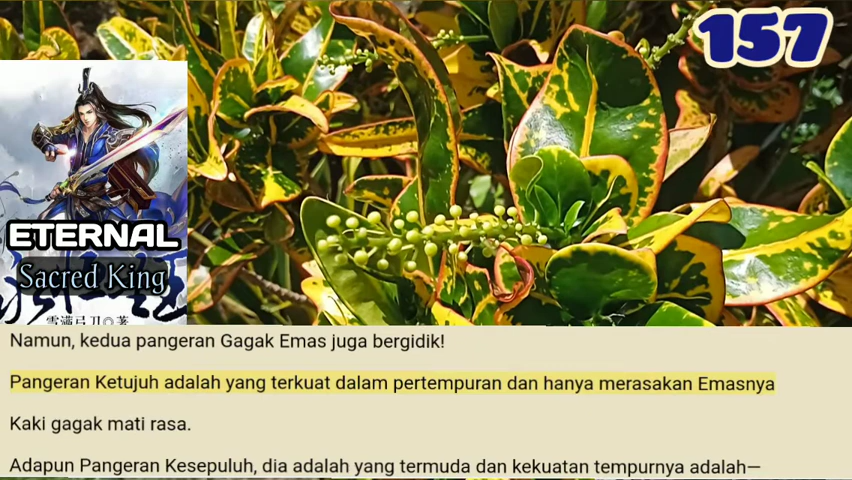 157
ETERNAL
Sacred King
雪满弓刀◎著
Namun, kedua pangeran Gagak Emas juga bergidik!
Pangeran Ketujuh adalah yang terkuat dalam pertempuran dan hanya merasakan Emasnya
Kaki gagak mati rasa.
Adapun Pangeran Kesepuluh, dia adalah yang termuda dan kekuatan tempurnya adalah—